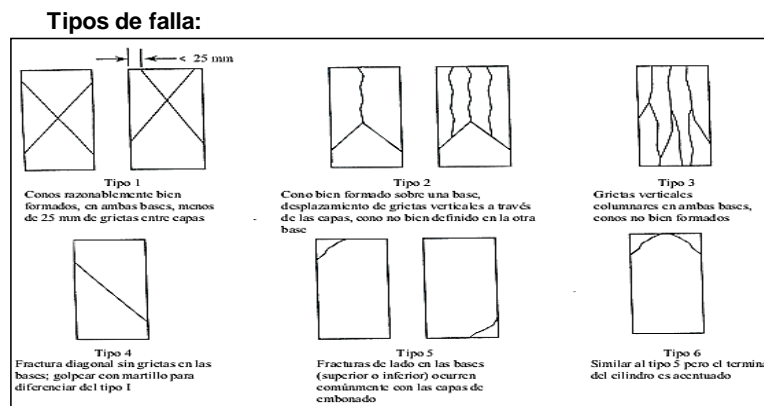 Tipos de falla:
< 25 mm
Tipo 1
Conos razonablemente bien
formados, en ambas bases, menos
de 25 mm de grietas entre capas
Tipo 2
Cono bien formado sobre una base,
desplazamiento de grietas verticales a través
de las capas, cono no bien definido en la otra
base
Tipo 3
Grietas verticales
columnares en ambas bases,
conos no bien formados
Tipo 4
Fractura diagonal sin grietas en las
bases; golpear con martillo para
diferenciar del tipo I
Tipo 5
Fracturas de lado en las bases
(superior o inferior) ocurren
comúnmente con las capas de
embonado
Tipo 6
Similar al tipo 5 pero el termina
del cilindro es acentuado